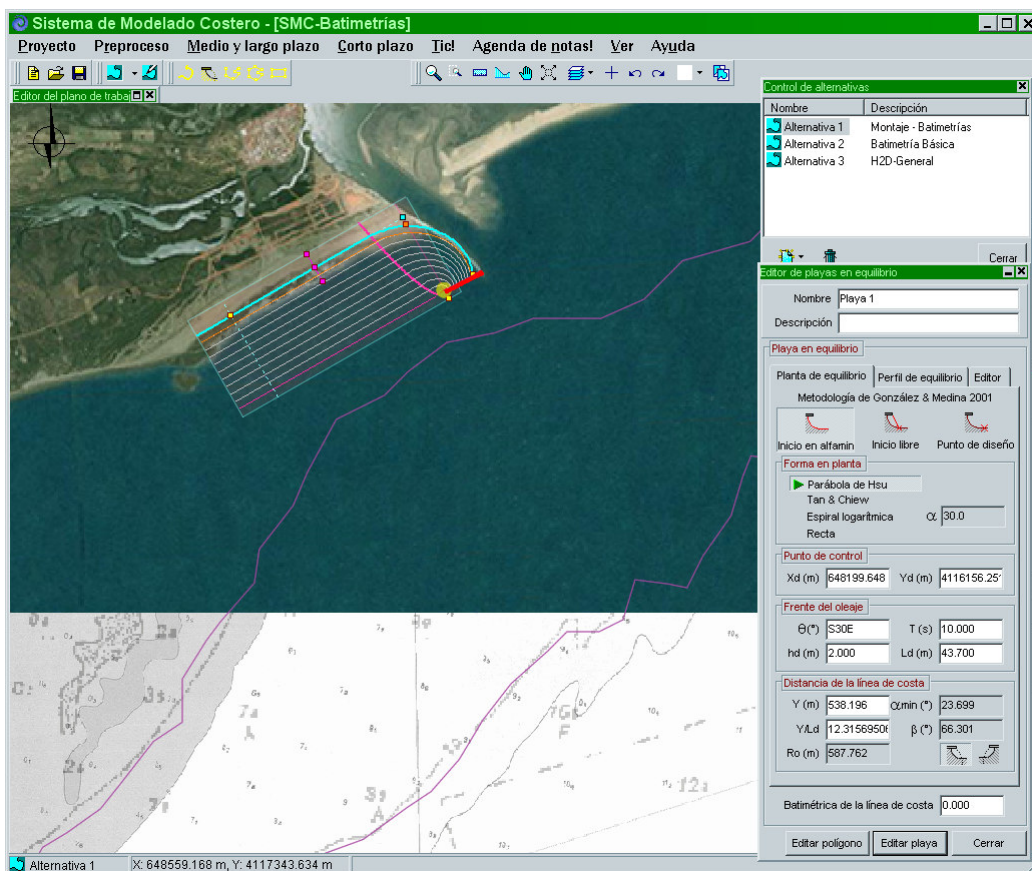 Sistema de Modelado Costero - [SMC-Batimetrías]
Proyecto Preproceso Medio y largo plazo Corto plazo Tic! Agenda de notas! Ver Ayuda
Editor del plano de trabaj
Control de alternativas
Nombre Descripción
Alternativa 1 Montaje - Batimetrías
Alternativa 2 Batimetría Básica
Alternativa 3 H2D-General
Cerrar
Editor de playas en equilibrio
Nombre Playa 1
Descripción
Playa en equilibrio
Planta de equilibrio Perfil de equilibrio Editor
Metodología de González & Medina 2001
Inicio en alfamin Inicio libre Punto de diseño
Forma en planta
Parábola de Hsu
Tan & Chiew
Espiral logarítmica α 30.0
Recta
Punto de control
Xd (m) 648199.648 Yd (m) 4116156.25
Frente del oleaje
θ(°) S30E T (s) 10.000
hd (m) 2.000 Ld (m) 43.700
Distancia de la línea de costa
Y (m) 538.196 αmin (°) 23.699
Y/Ld 12.3156950 β (°) 66.301
Ro (m) 587.762
Batimétrica de la línea de costa 0.000
Editar polígono Editar playa Cerrar
Alternativa 1 X: 648559.168 m, Y: 4117343.634 m